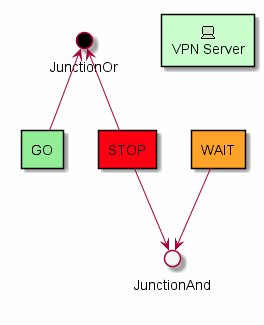 VPN Server
JunctionOr
GO
STOP
WAIT
JunctionAnd